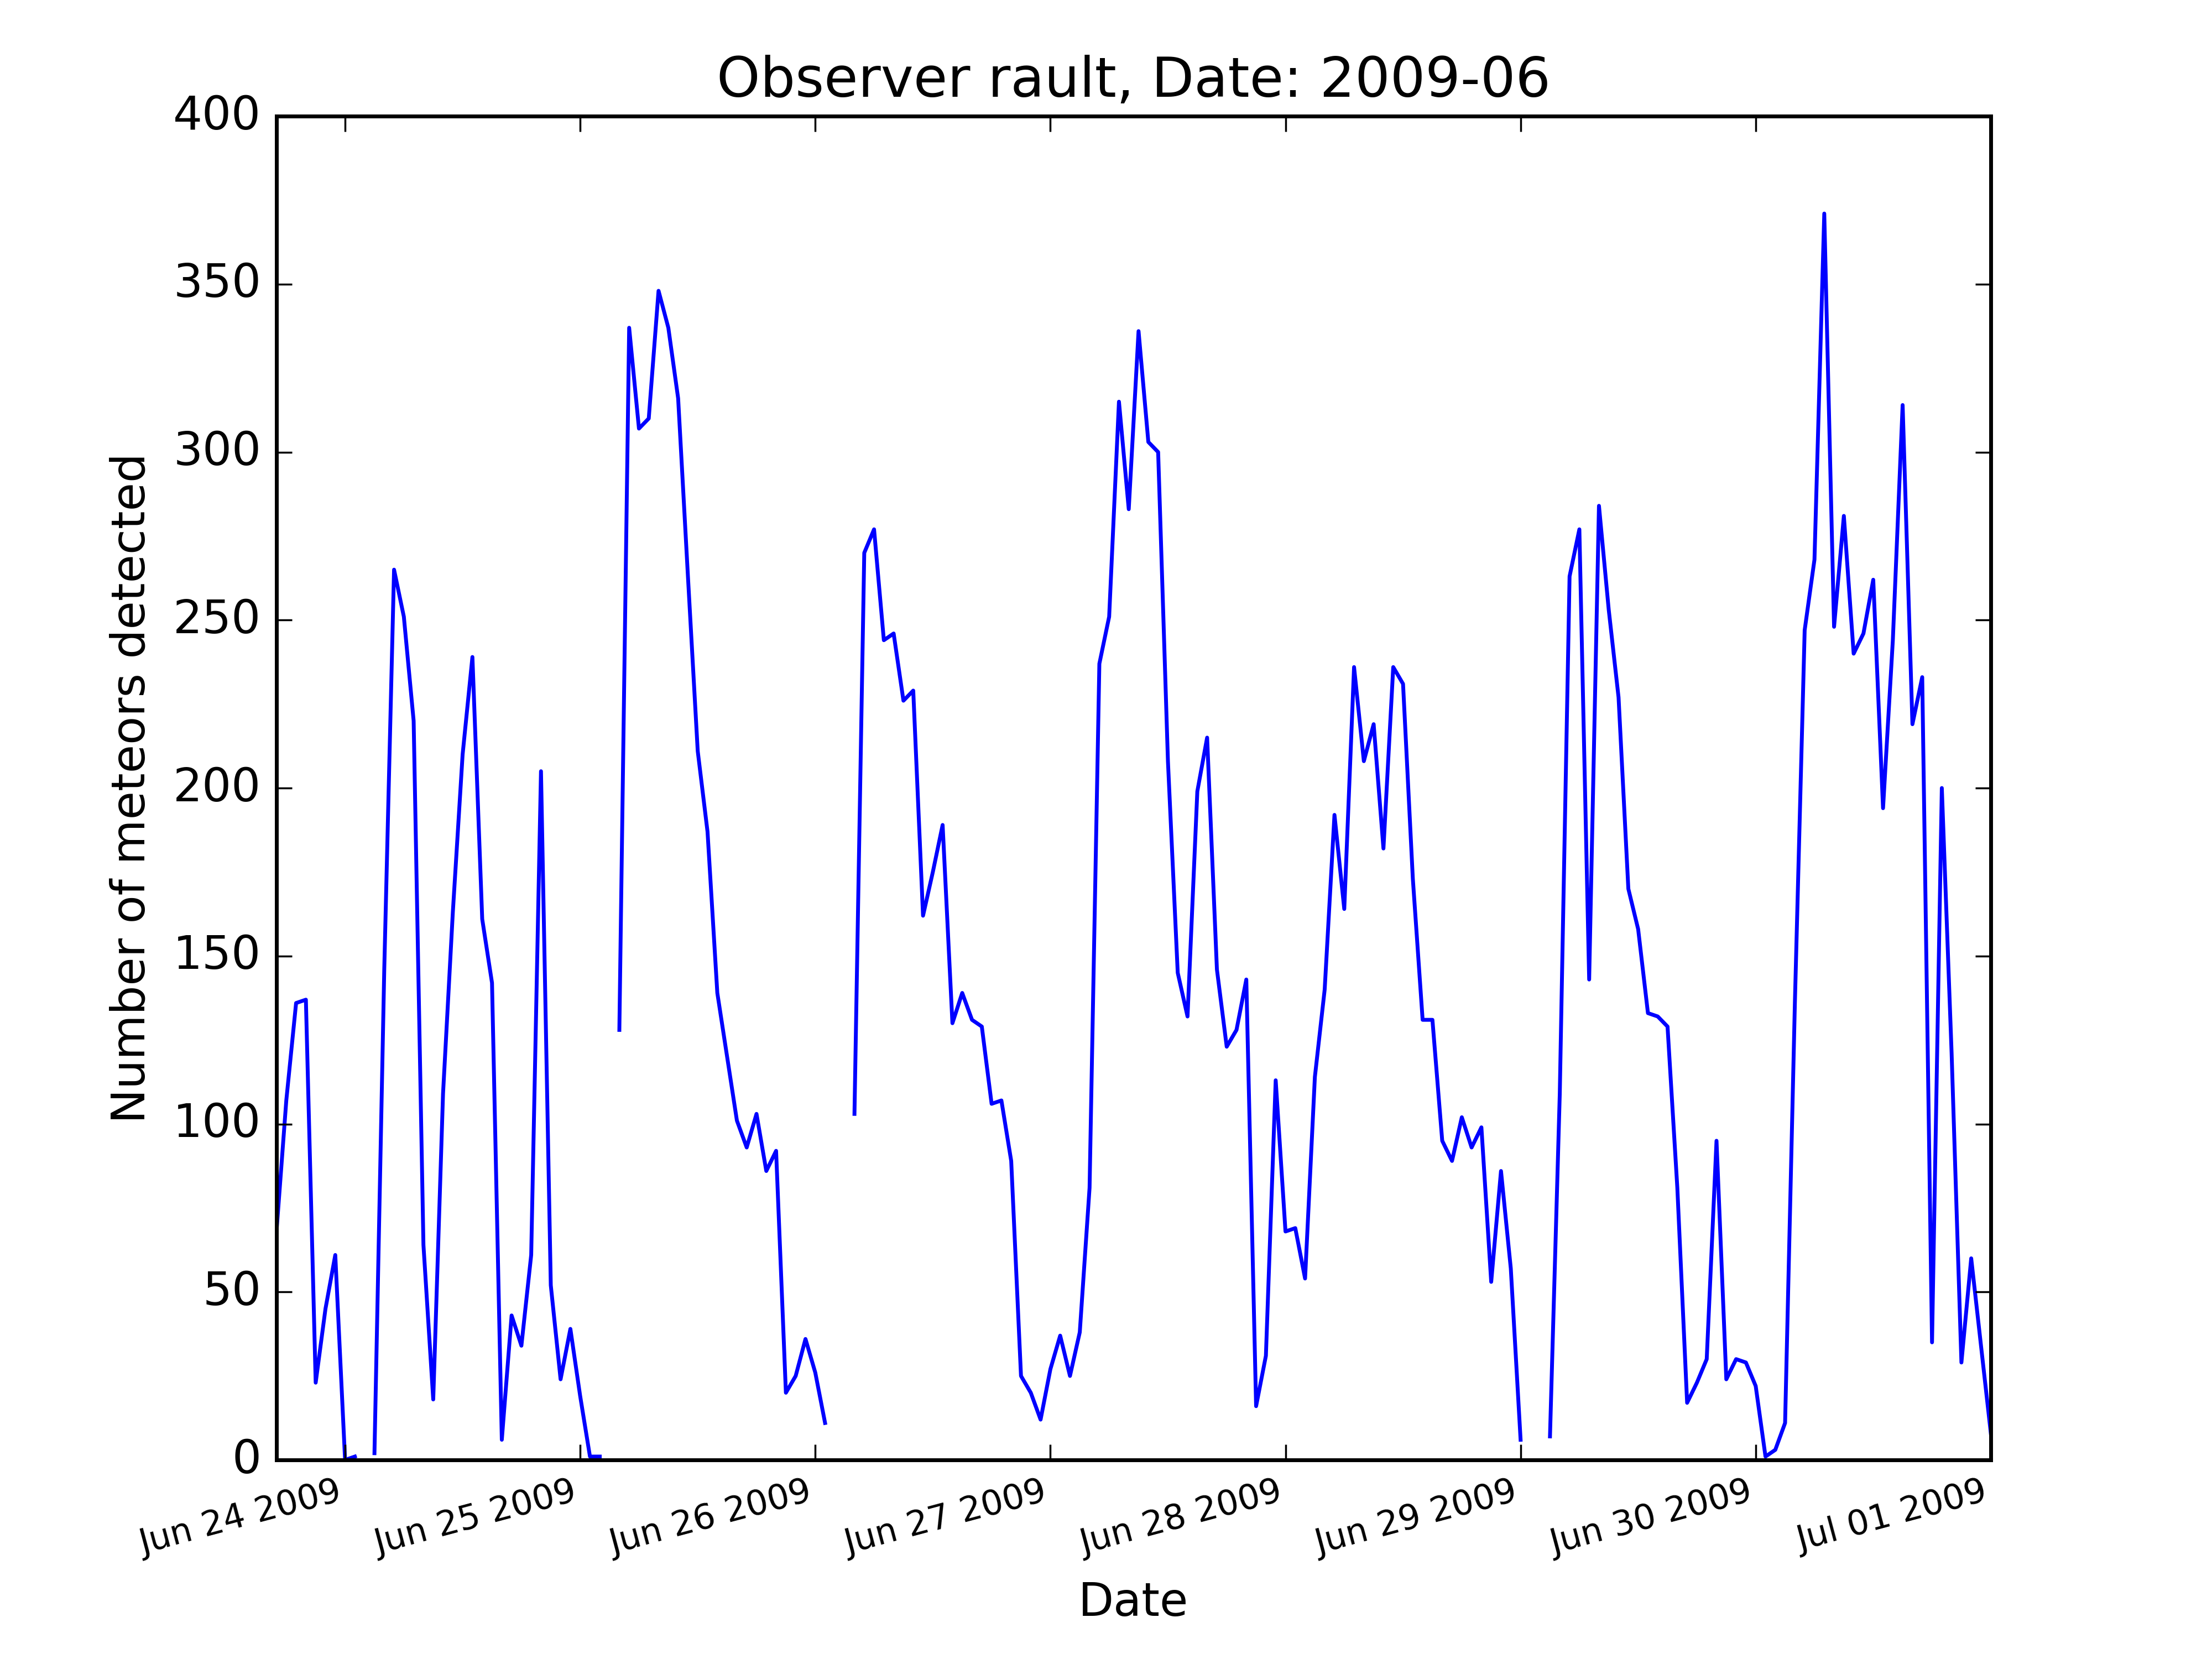 Observer rault, Date: 2009-06
400
350
300
250
200
150
100
50
0
Number of meteors detected
Jun 24 2009
Jun 25 2009
Jun 26 2009
Jun 27 2009
Jun 28 2009
Jun 29 2009
Jun 30 2009
Jul 01 2009
Date